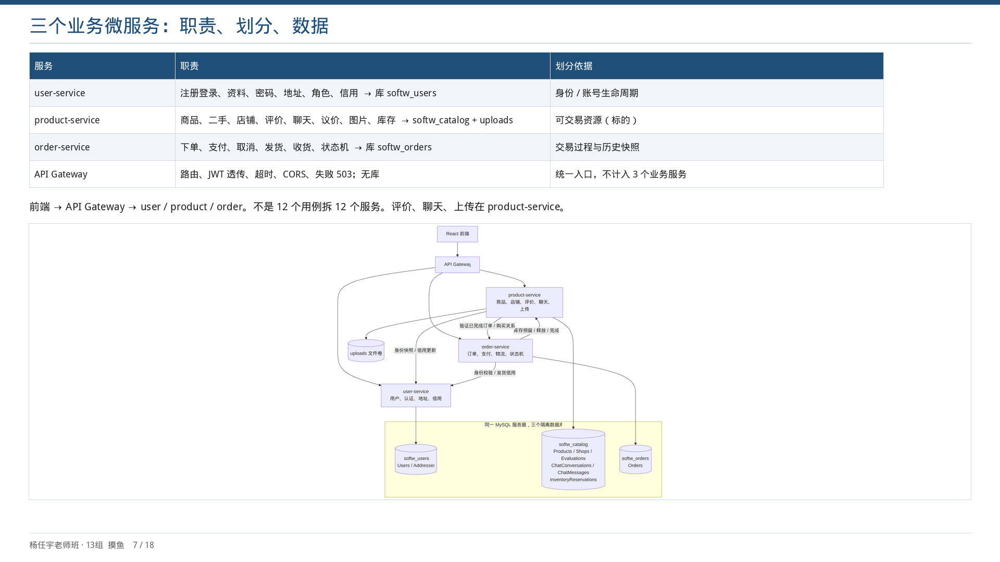 三个业务微服务：职责、划分、数据
服务 职责 划分依据
user-service 注册登录、资料、密码、地址、角色、信用 → 库 softw_users 身份 / 账号生命周期
product-service 商品、二手、店铺、评价、聊天、议价、图片、库存 → softw_catalog + uploads 可交易资源（标的）
order-service 下单、支付、取消、发货、收货、状态机 → 库 softw_orders 交易过程与历史快照
API Gateway 路由、JWT 透传、超时、CORS、失败 503；无库 统一入口，不计入 3 个业务服务
前端 → API Gateway → user / product / order。不是 12 个用例拆 12 个服务。评价、聊天、上传在 product-service。
React 前端
API Gateway
product-service
商品、店铺、评价、聊天、
上传
验证已完成订单 / 购买关系
库存预留 / 释放 / 完成
order-service
订单、支付、物流、状态机
uploads 文件卷
身份快照 / 信用更新
身份校验 / 发货信用
user-service
用户、认证、地址、信用
同一 MySQL 服务器，三个隔离数据库
softw_users
Users / Addresses
softw_catalog
Products / Shops /
Evaluations
ChatConversations /
ChatMessages
InventoryReservations
softw_orders
Orders
杨任宇老师班 · 13组 摸鱼 7 / 18